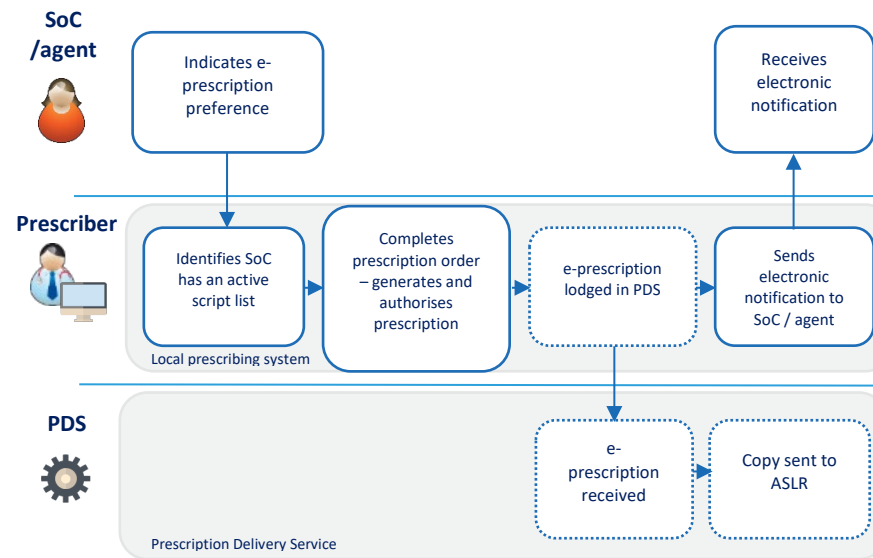 SoC
/agent
Indicates e-
prescription
preference
Receives
electronic
notification
Prescriber
Identifies SoC
has an active
script list
Completes
prescription order
– generates and
authorises
prescription
e-prescription
lodged in PDS
Sends
electronic
notification to
SoC / agent
Local prescribing system
PDS
e-
prescription
received
Copy sent to
ASLR
Prescription Delivery Service